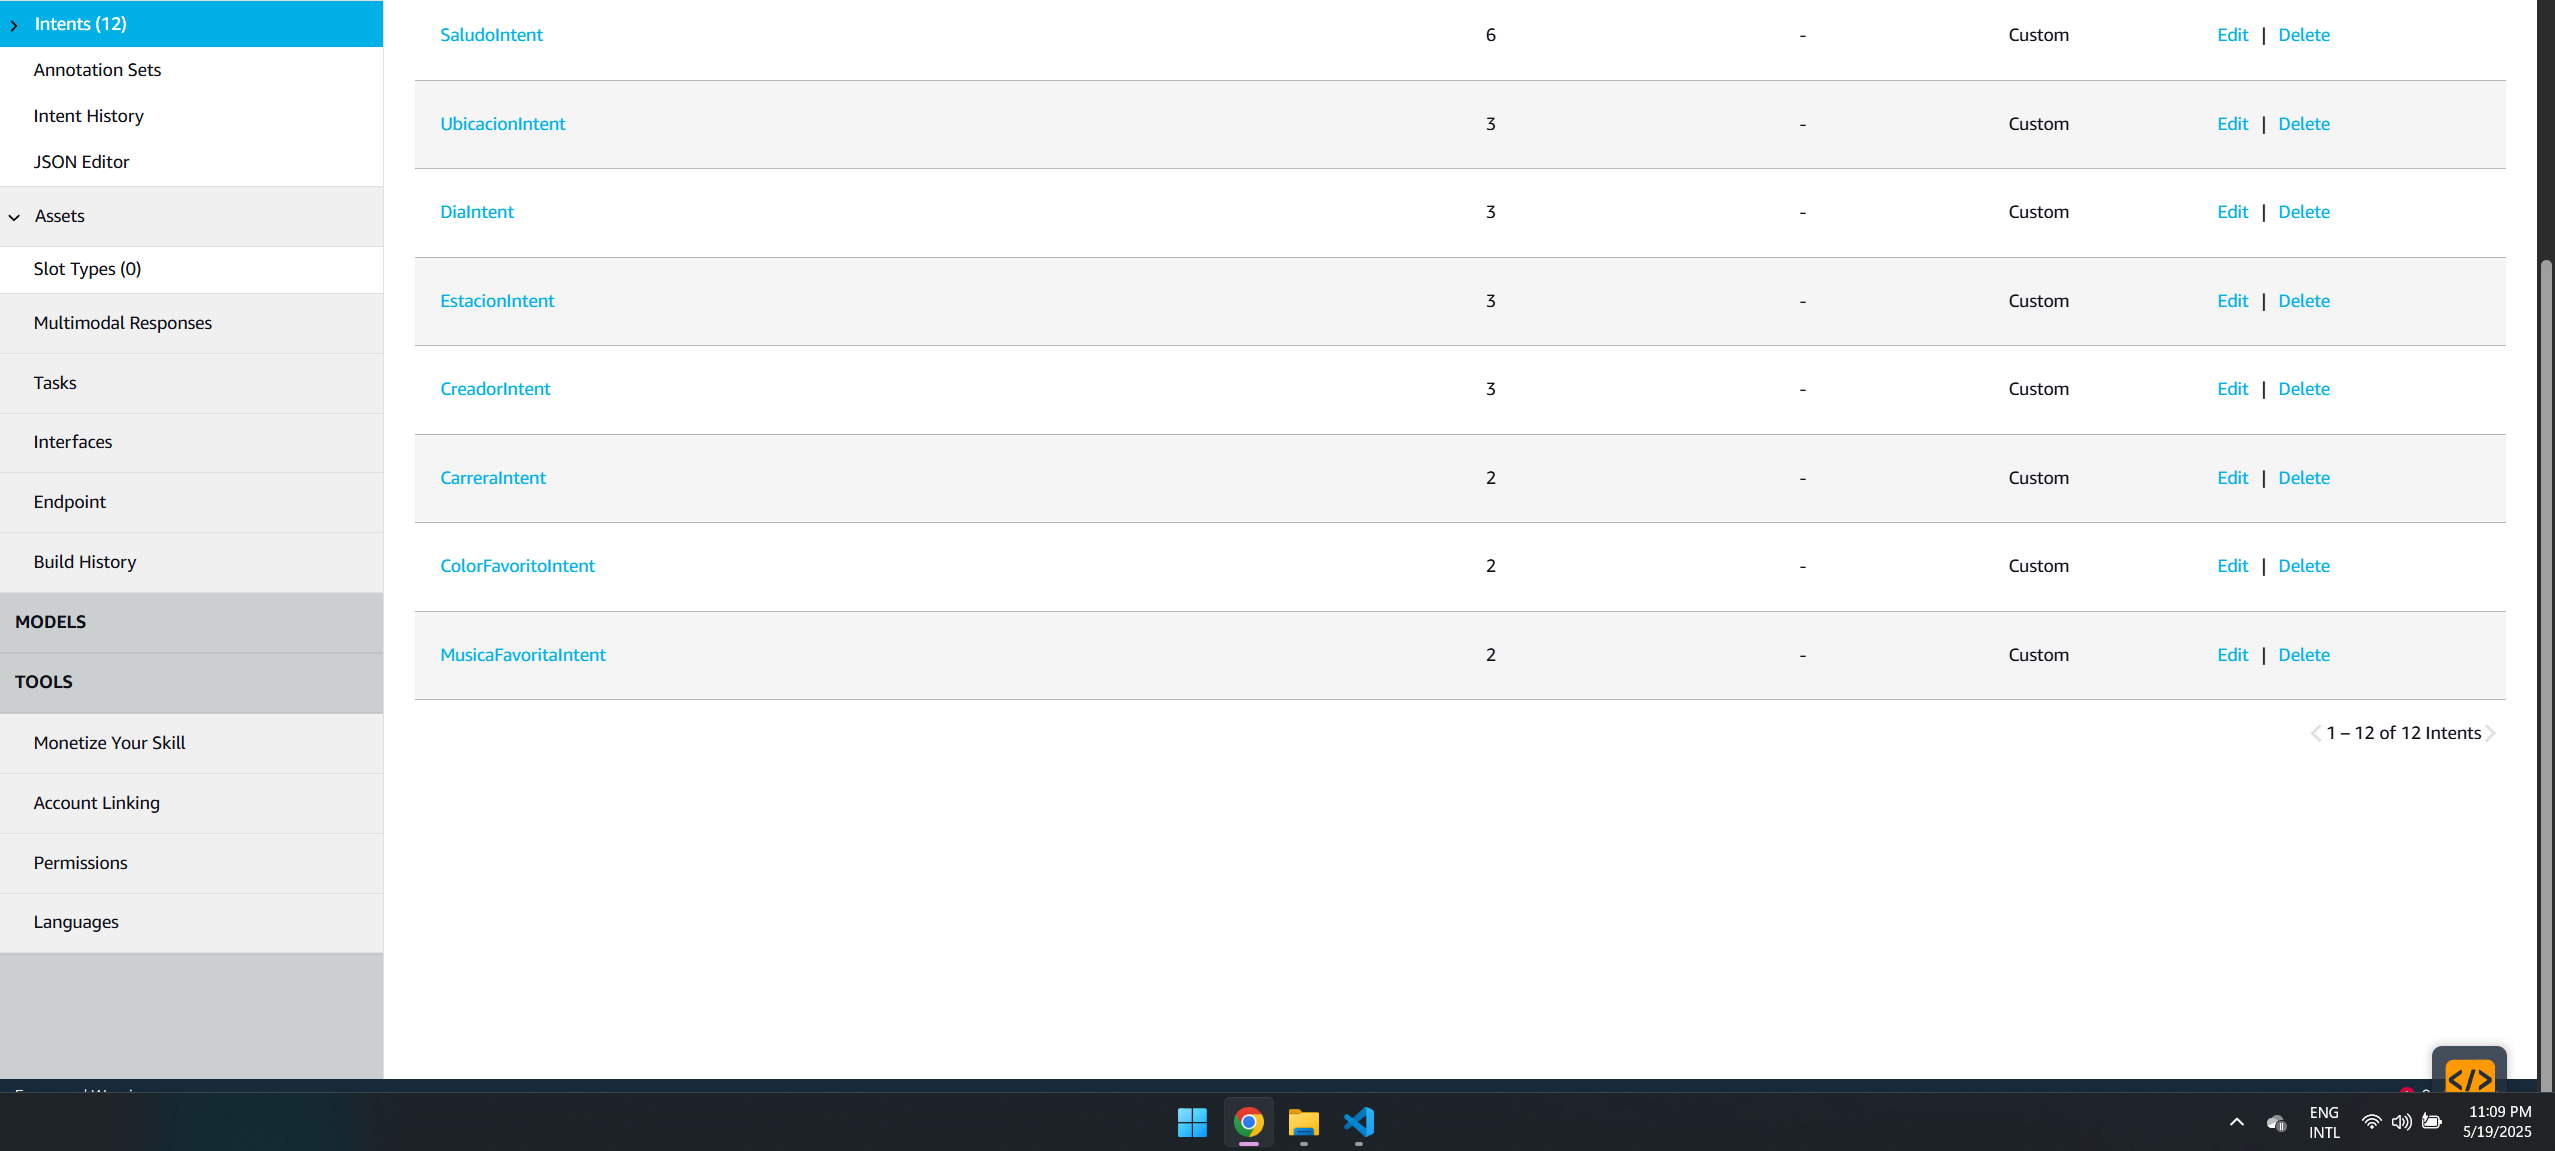 Intents (12)
Annotation Sets
Intent History
JSON Editor
Assets
Slot Types (0)
Multimodal Responses
Tasks
Interfaces
Endpoint
Build History
MODELS
TOOLS
Monetize Your Skill
Account Linking
Permissions
Languages
SaludoIntent 6 - Custom Edit | Delete
UbicacionIntent 3 - Custom Edit | Delete
DiaIntent 3 - Custom Edit | Delete
EstacionIntent 3 - Custom Edit | Delete
CreadorIntent 3 - Custom Edit | Delete
CarreraIntent 2 - Custom Edit | Delete
ColorFavoritoIntent 2 - Custom Edit | Delete
MusicaFavoritaIntent 2 - Custom Edit | Delete
1 – 12 of 12 Intents
</>
ENG
INTL
11:09 PM
5/19/2025